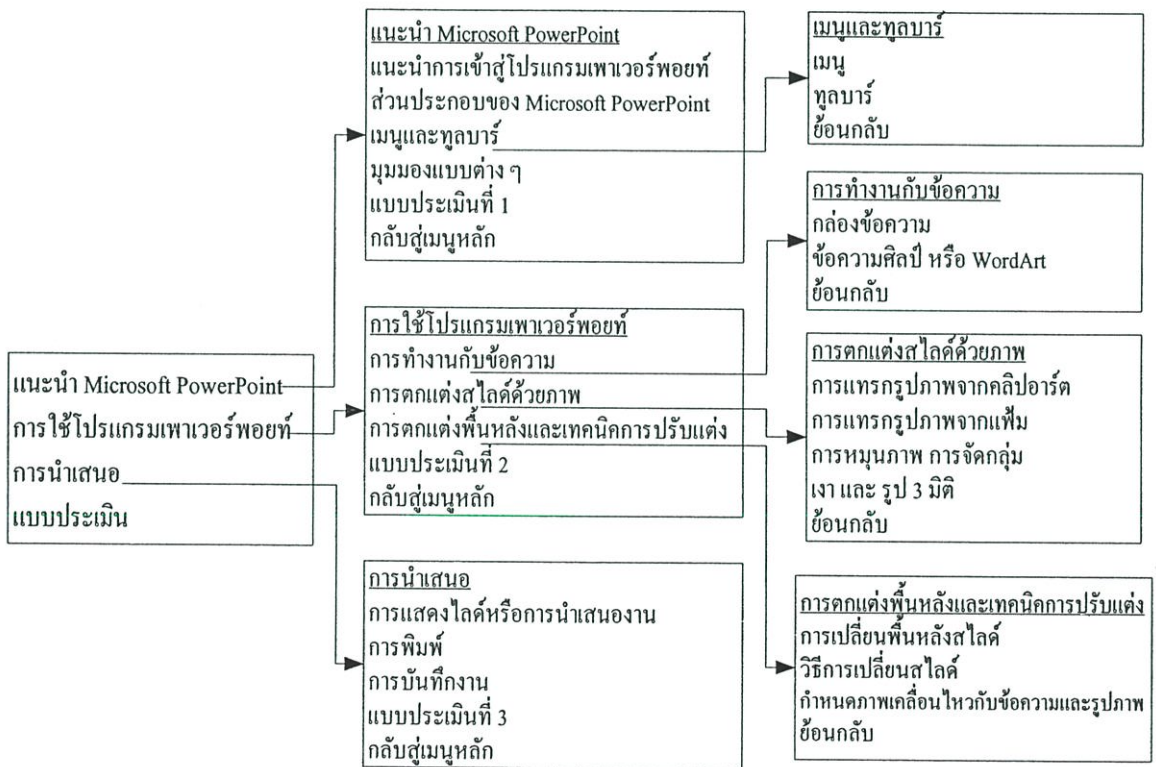 แนะนำ Microsoft PowerPoint
การใช้โปรแกรมเพาเวอร์พอยท์
การนำเสนอ
แบบประเมิน
แนะนำ Microsoft PowerPoint
แนะนำการเข้าสู่โปรแกรมเพาเวอร์พอยท์
ส่วนประกอบของ Microsoft PowerPoint
เมนูและทูลบาร์
มุมมองแบบต่าง ๆ
แบบประเมินที่ 1
กลับสู่เมนูหลัก
การใช้โปรแกรมเพาเวอร์พอยท์
การทำงานกับข้อความ
การตกแต่งสไลด์ด้วยภาพ
การตกแต่งพื้นหลังและเทคนิคการปรับแต่ง
แบบประเมินที่ 2
กลับสู่เมนูหลัก
การนำเสนอ
การแสดงไลด์หรือการนำเสนองาน
การพิมพ์
การบันทึกงาน
แบบประเมินที่ 3
กลับสู่เมนูหลัก
เมนูและทูลบาร์
เมนู
ทูลบาร์
ย้อนกลับ
การทำงานกับข้อความ
กล่องข้อความ
ข้อความศิลป์ หรือ WordArt
ย้อนกลับ
การตกแต่งสไลด์ด้วยภาพ
การแทรกรูปภาพจากคลิปอาร์ต
การแทรกรูปภาพจากแฟ้ม
การหมุนภาพ การจัดกลุ่ม
เงา และ รูป 3 มิติ
ย้อนกลับ
การตกแต่งพื้นหลังและเทคนิคการปรับแต่ง
การเปลี่ยนพื้นหลังสไลด์
วิธีการเปลี่ยนสไลด์
กำหนดภาพเคลื่อนไหวกับข้อความและรูปภาพ
ย้อนกลับ